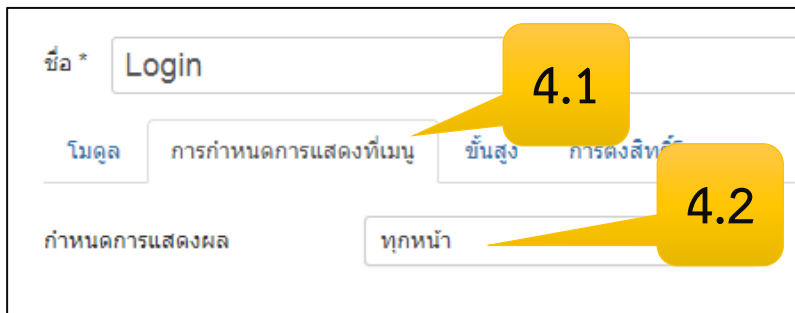 ชื่อ * Login
4.1
โมดูล การกำหนดการแสดงที่เมนู ขั้นสูง
4.2
กำหนดการแสดงผล ทุกหน้า